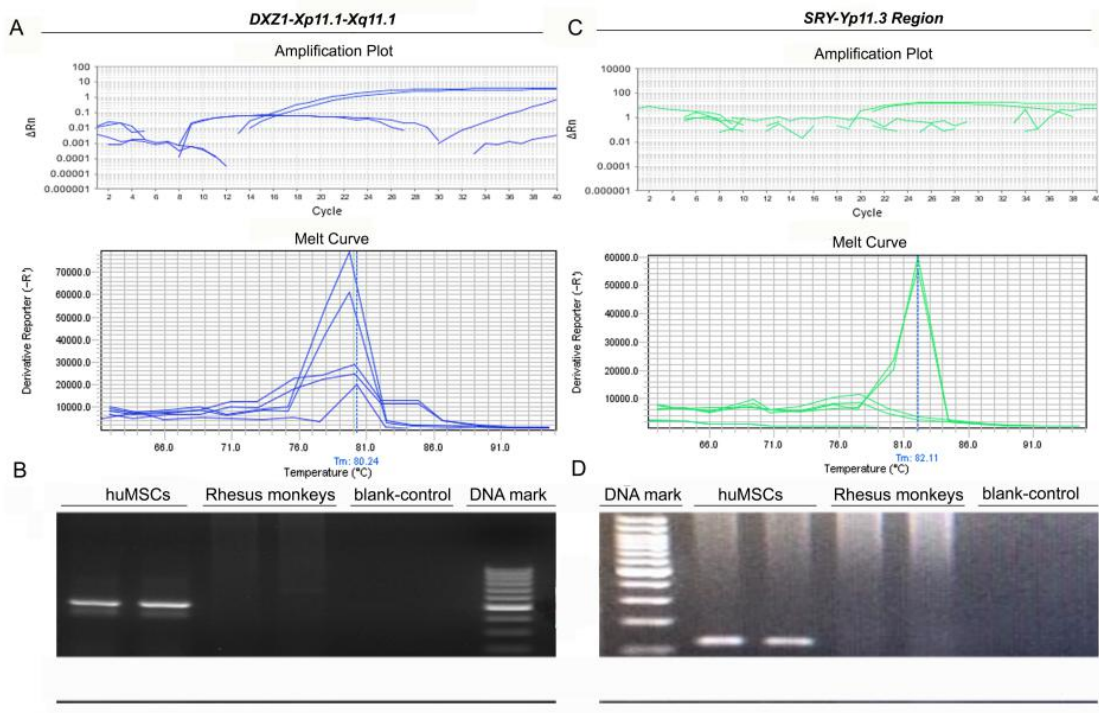 A
DXZ1-Xp11.1-Xq11.1
Amplification Plot
100
10
1
0.1
0.01
0.001
0.0001
0.00001
0.000001
ΔRn
2 4 6 8 10 12 14 16 18 20 22 24 26 28 30 32 34 36 38 40
Cycle
Melt Curve
70000.0
60000.0
50000.0
40000.0
30000.0
20000.0
10000.0
Derivative Reporter (−R')
66.0 71.0 76.0 81.0 86.0 91.0
Tm: 80.24
Temperature (°C)
B
huMSCs Rhesus monkeys blank-control DNA mark
C
SRY-Yp11.3 Region
Amplification Plot
10000
100
1
0.01
0.0001
0.000001
ΔRn
2 4 6 8 10 12 14 16 18 20 22 24 26 28 30 32 34 36 38 40
Cycle
Melt Curve
60000.0
50000.0
40000.0
30000.0
20000.0
10000.0
Derivative Reporter (−R')
66.0 71.0 76.0 81.0 86.0 91.0
Tm: 82.11
Temperature (°C)
D
DNA mark huMSCs Rhesus monkeys blank-control